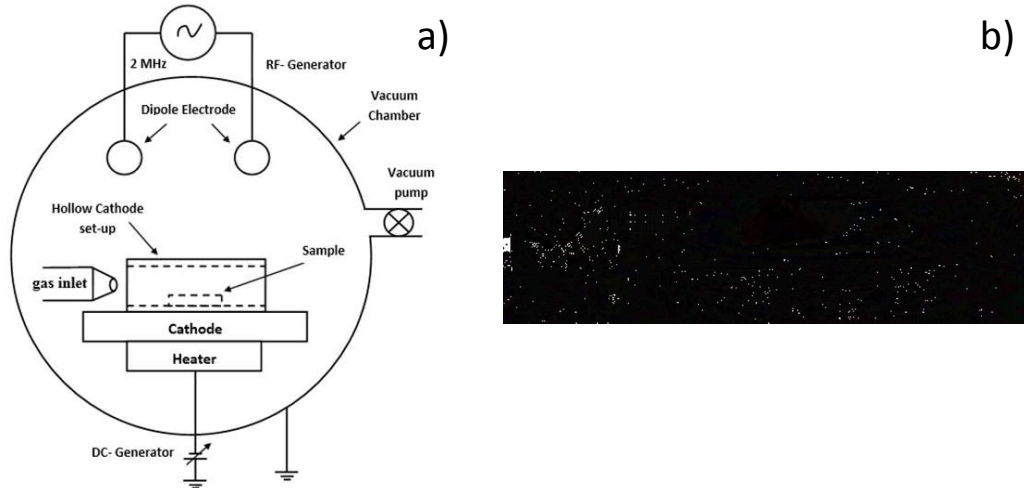 a)
b)
2 MHz
RF- Generator
Dipole Electrode
Vacuum
Chamber
Vacuum
pump
Hollow Cathode
set-up
Sample
gas inlet
Cathode
Heater
DC- Generator